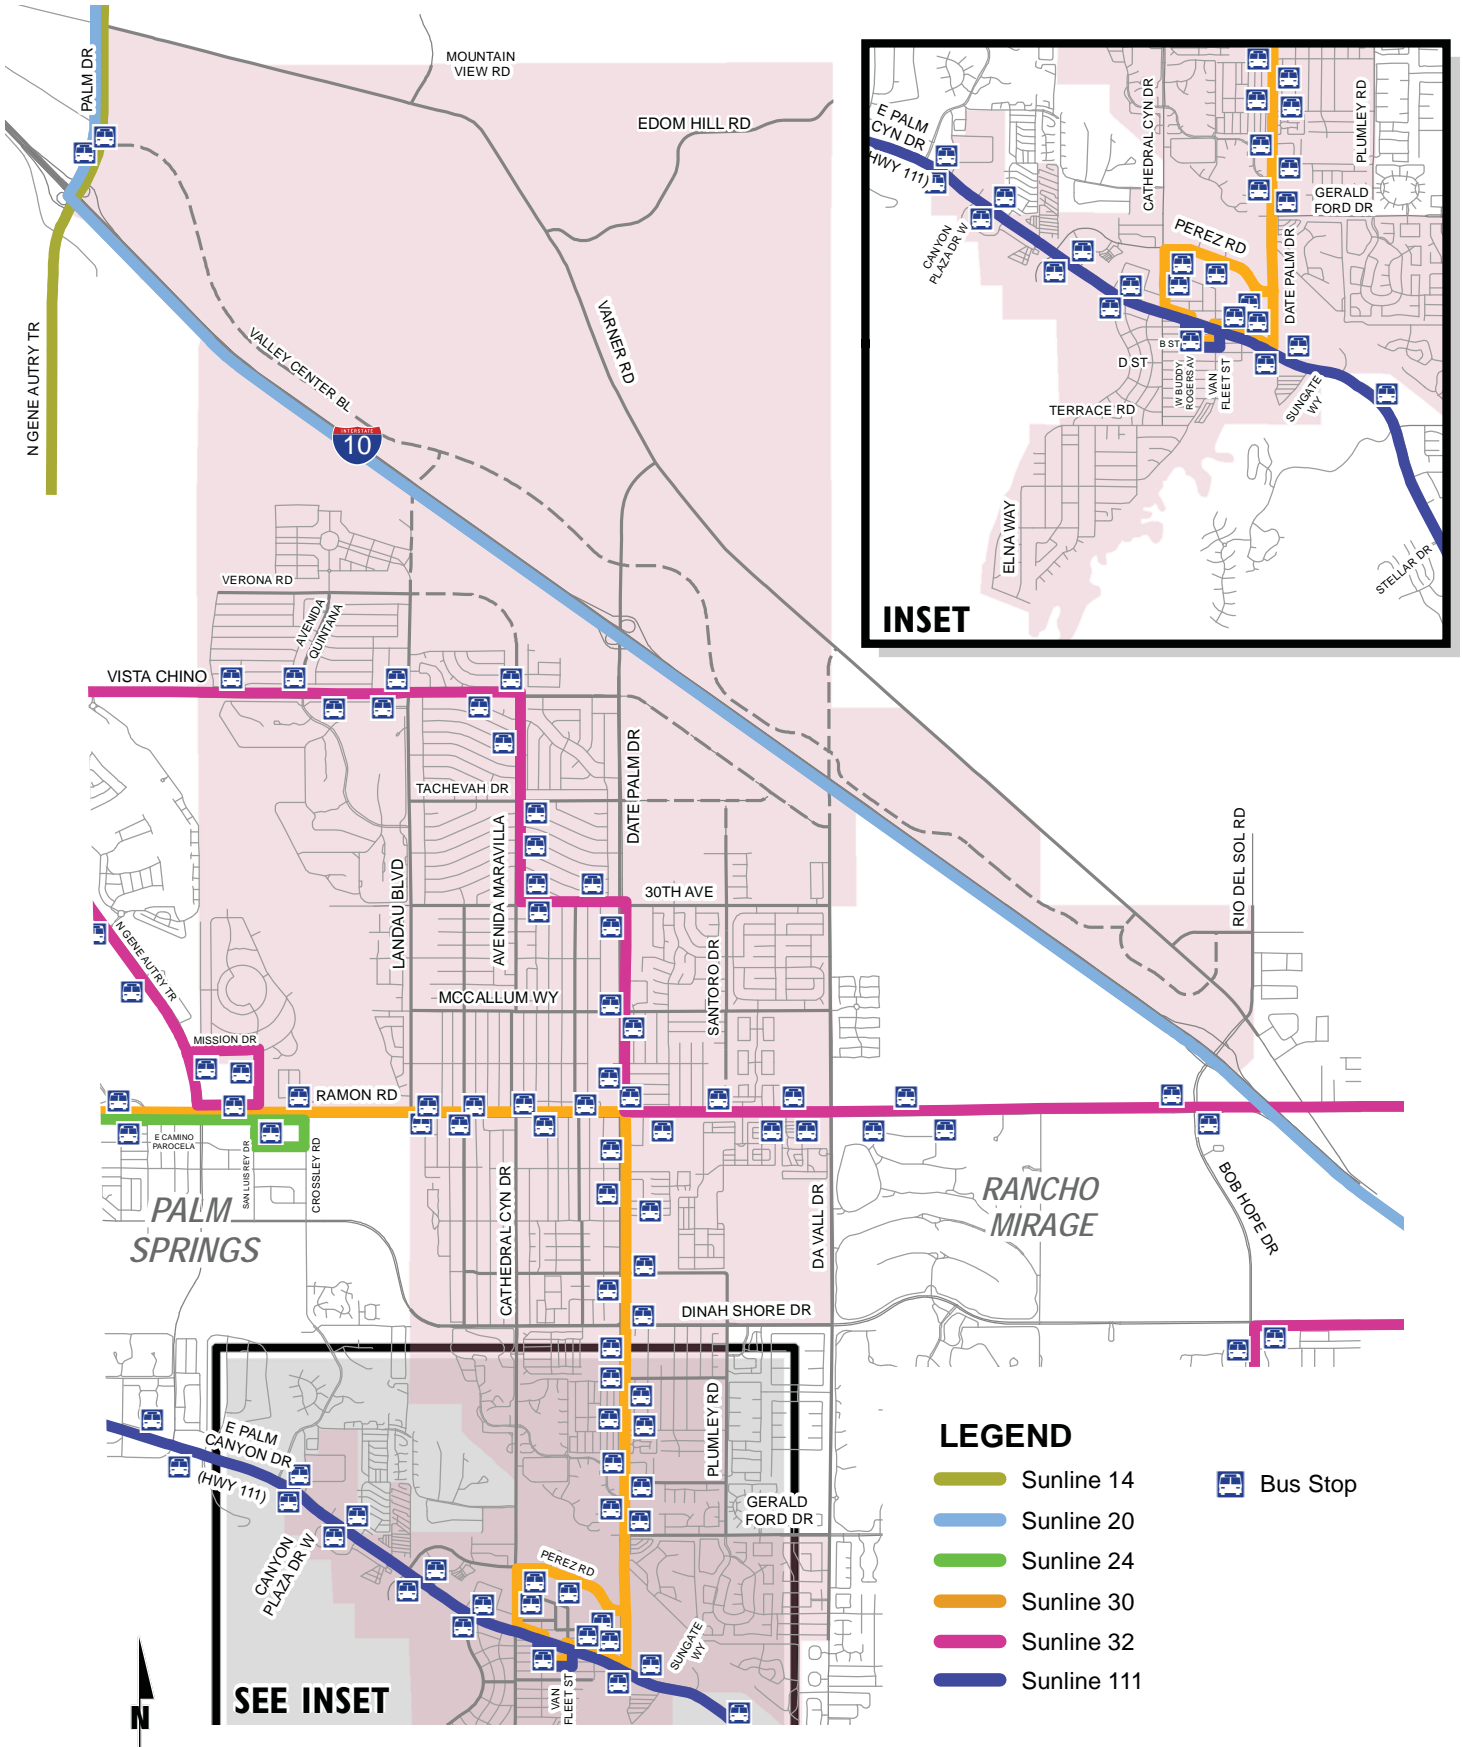 PALM DR
MOUNTAIN
VIEW RD
EDOM HILL RD
N GENE AUTRY TR
VALLEY CENTER BL
VARNER RD
INTERSTATE
10
VERONA RD
AVENIDA
QUINTANA
VISTA CHINO
TACHEVAH DR
DATE PALM DR
AVENIDA MARAVILLA
LANDAU BLVD
30TH AVE
SANTORO DR
RIO DEL SOL RD
N GENE AUTRY TR
MCCALLUM WY
MISSION DR
RAMON RD
E CAMINO
PAROCELA
SAN LUIS REY DR
CROSSLEY RD
PALM
SPRINGS
CATHEDRAL CYN DR
DA VALL DR
RANCHO
MIRAGE
BOB HOPE DR
DINAH SHORE DR
PLUMLEY RD
E PALM
CANYON DR
(HWY 111)
GERALD
FORD DR
CANYON
PLAZA DR W
PEREZ RD
SUNGATE
WY
VAN
FLEET ST
SEE INSET
N
E PALM
CYN DR
(HWY 111)
CATHEDRAL CYN DR
PLUMLEY RD
GERALD
FORD DR
CANYON
PLAZA DR W
PEREZ RD
DATE PALM DR
B ST
D ST
W BUDDY
ROGERS AV
VAN
FLEET ST
SUNGATE
WY
TERRACE RD
ELNA WAY
STELLAR DR
INSET
LEGEND
Sunline 14
Sunline 20
Sunline 24
Sunline 30
Sunline 32
Sunline 111
Bus Stop